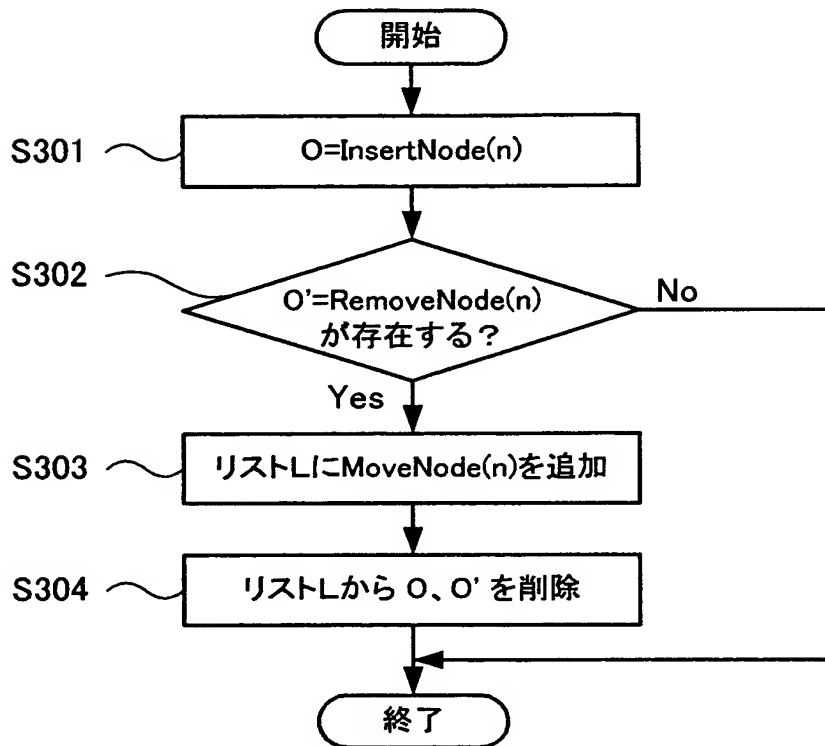 開始
S301
O=InsertNode(n)
S302
O'=RemoveNode(n)
が存在する?
No
Yes
S303
リストLにMoveNode(n)を追加
S304
リストLから O、O' を削除
終了